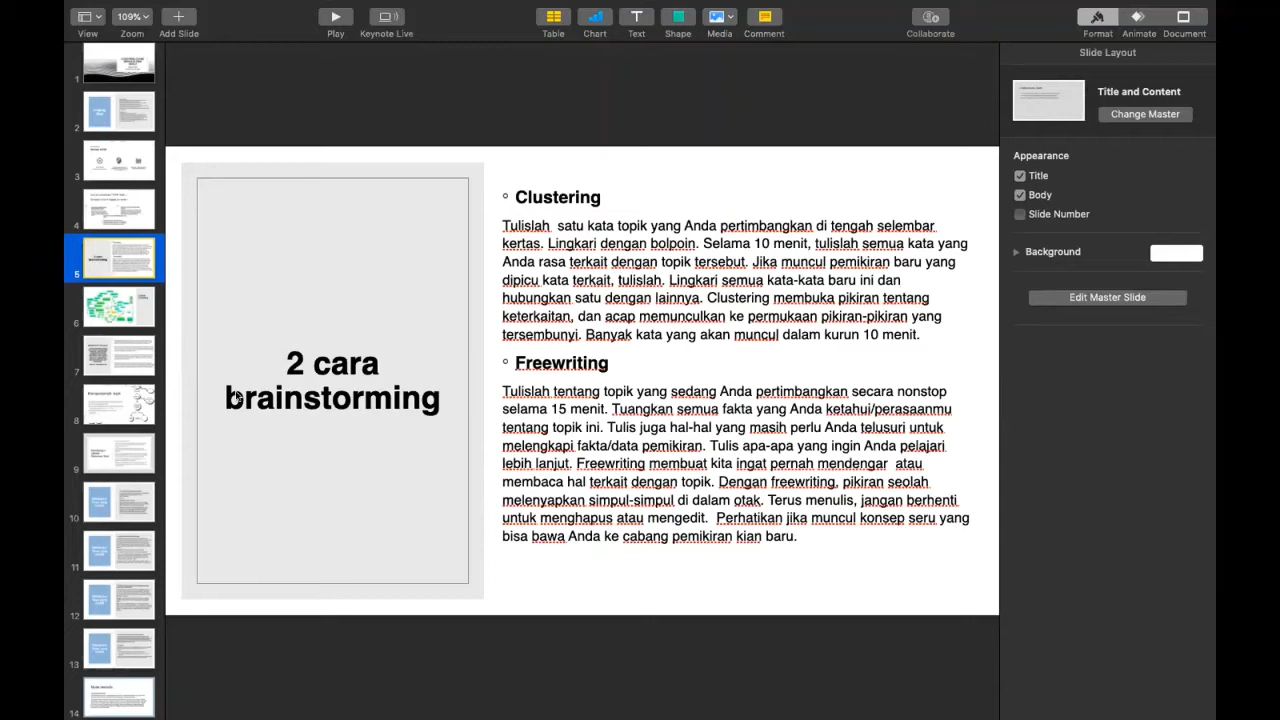 109%
View
Zoom
Add Slide
Play
Keynote Live
Table
Chart
Text
Shape
Media
Comment
Collaborate
Format
Animate
Document
Slide Layout
Title and Content
Change Master
Appearance
Title
Body
Slide Number
Background
Edit Master Slide
1
2
3
4
5
6
7
8
9
10
11
12
13
14
2 cara
brainstorming
° Clustering
Tulislah satu kata topik yang Anda pertimbangkan di tengah selembar
kertas. Lingkari dengan bolpoin. Selama 10 menit, tulislah semua kata yang
Anda rasa terkait dengan topik tersebut. Jika muncul pemikiran baru yang
dipicu kata terkait, tulislah. Lingkari semua kata-kata baru ini dan
hubungkan satu dengan lainnya. Clustering membuka pikiran tentang
keterkaitan, dan acap memunculkan ke permukaan pikiran-pikiran yang
tersembunyi. Banyak kata yang akan muncul dalam kurun 10 menit.
° Freewriting
Tulislah tentang topik yang sedang Anda pertimbangkan secara nonstop
selama 15 menit. Tuangkan semua fakta yang Anda ketahui/perasaanmu
tentang topik ini. Tulis juga hal-hal yang masih perlu Anda telusuri untuk
mendapatkan fakta/data/kebenaran. Tulis apa-apa yang ingin Anda pelajari
lebih lanjut. Freewriting membuat kita ingat pernah mendengar atau
membaca hal terkait dengan topik. Dengan freewriting, pikiran seolah
menyiapkan simpul-simpul di dalam otak. Terus menulis, jangan berhenti
untuk menghapus atau mengedit. Perhatikan jika muncul konsep seru yang
bisa bawa Anda ke cabang pemikiran kian baru.